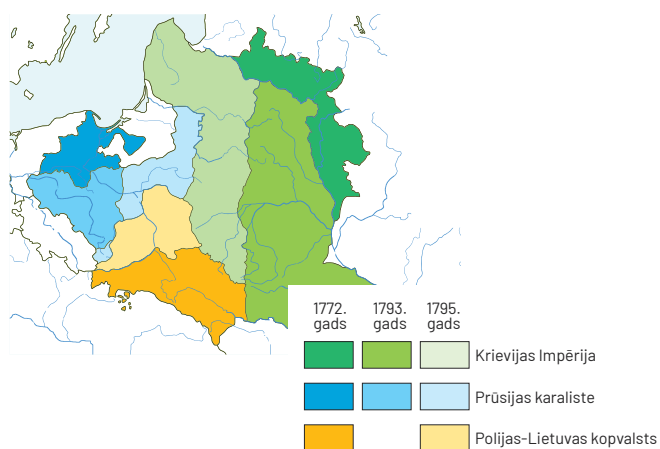 1772. gads
1793. gads
1795. gads
Krievijas Impērija
Prūsijas karaliste
Polijas-Lietuvas kopvalsts